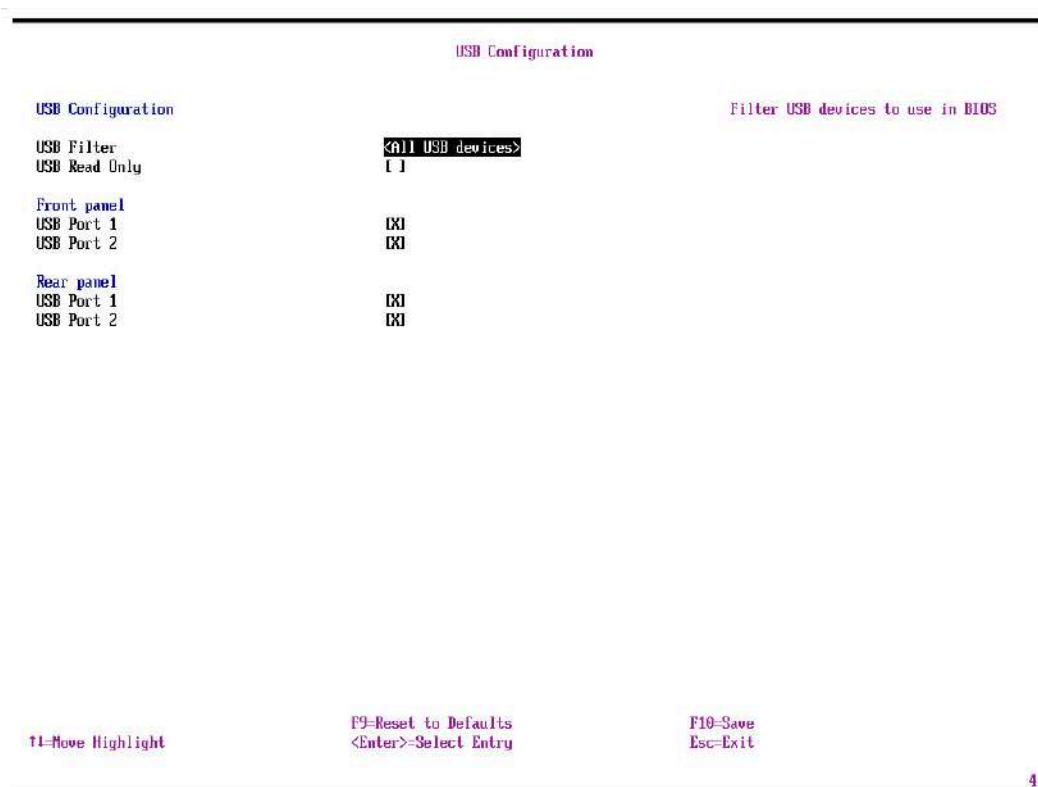 USB Configuration
USB Configuration
Filter USB devices to use in BIOS
USB Filter <All USB devices>
USB Read Only [ ]
Front panel
USB Port 1 [X]
USB Port 2 [X]
Rear panel
USB Port 1 [X]
USB Port 2 [X]
F9=Reset to Defaults F10=Save
↑↓=Move Highlight <Enter>=Select Entry Esc=Exit
4